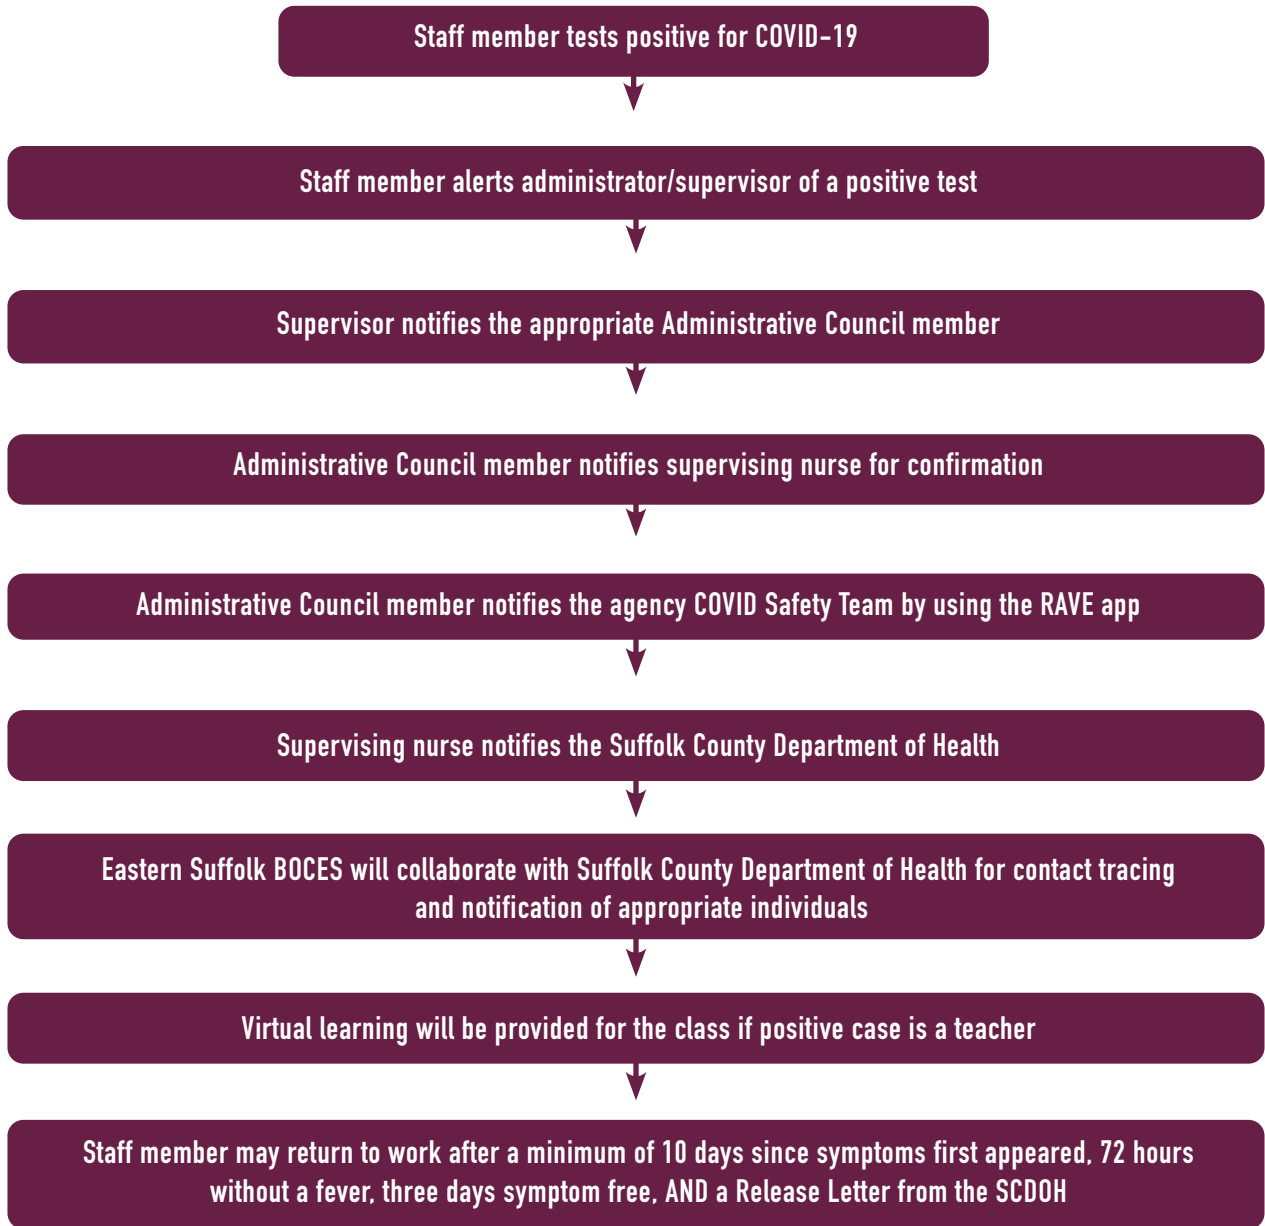 Staff member tests positive for COVID-19
Staff member alerts administrator/supervisor of a positive test
Supervisor notifies the appropriate Administrative Council member
Administrative Council member notifies supervising nurse for confirmation
Administrative Council member notifies the agency COVID Safety Team by using the RAVE app
Supervising nurse notifies the Suffolk County Department of Health
Eastern Suffolk BOCES will collaborate with Suffolk County Department of Health for contact tracing
and notification of appropriate individuals
Virtual learning will be provided for the class if positive case is a teacher
Staff member may return to work after a minimum of 10 days since symptoms first appeared, 72 hours
without a fever, three days symptom free, AND a Release Letter from the SCDOH